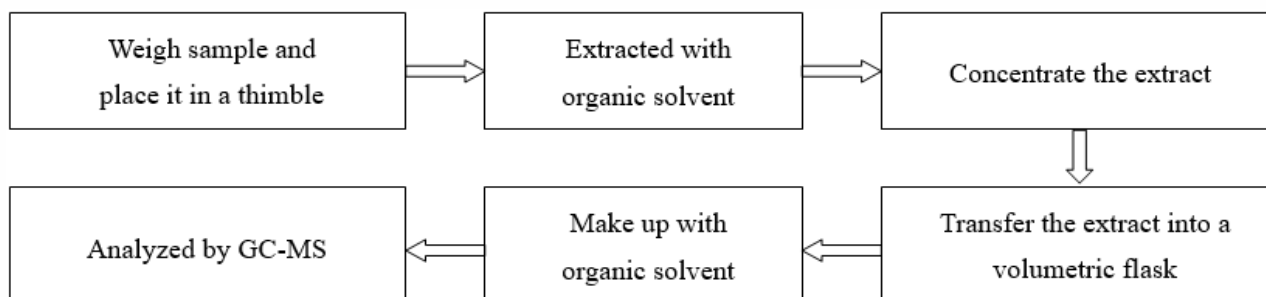 Weigh sample and
place it in a thimble
Extracted with
organic solvent
Concentrate the extract
Transfer the extract into a
volumetric flask
Make up with
organic solvent
Analyzed by GC-MS